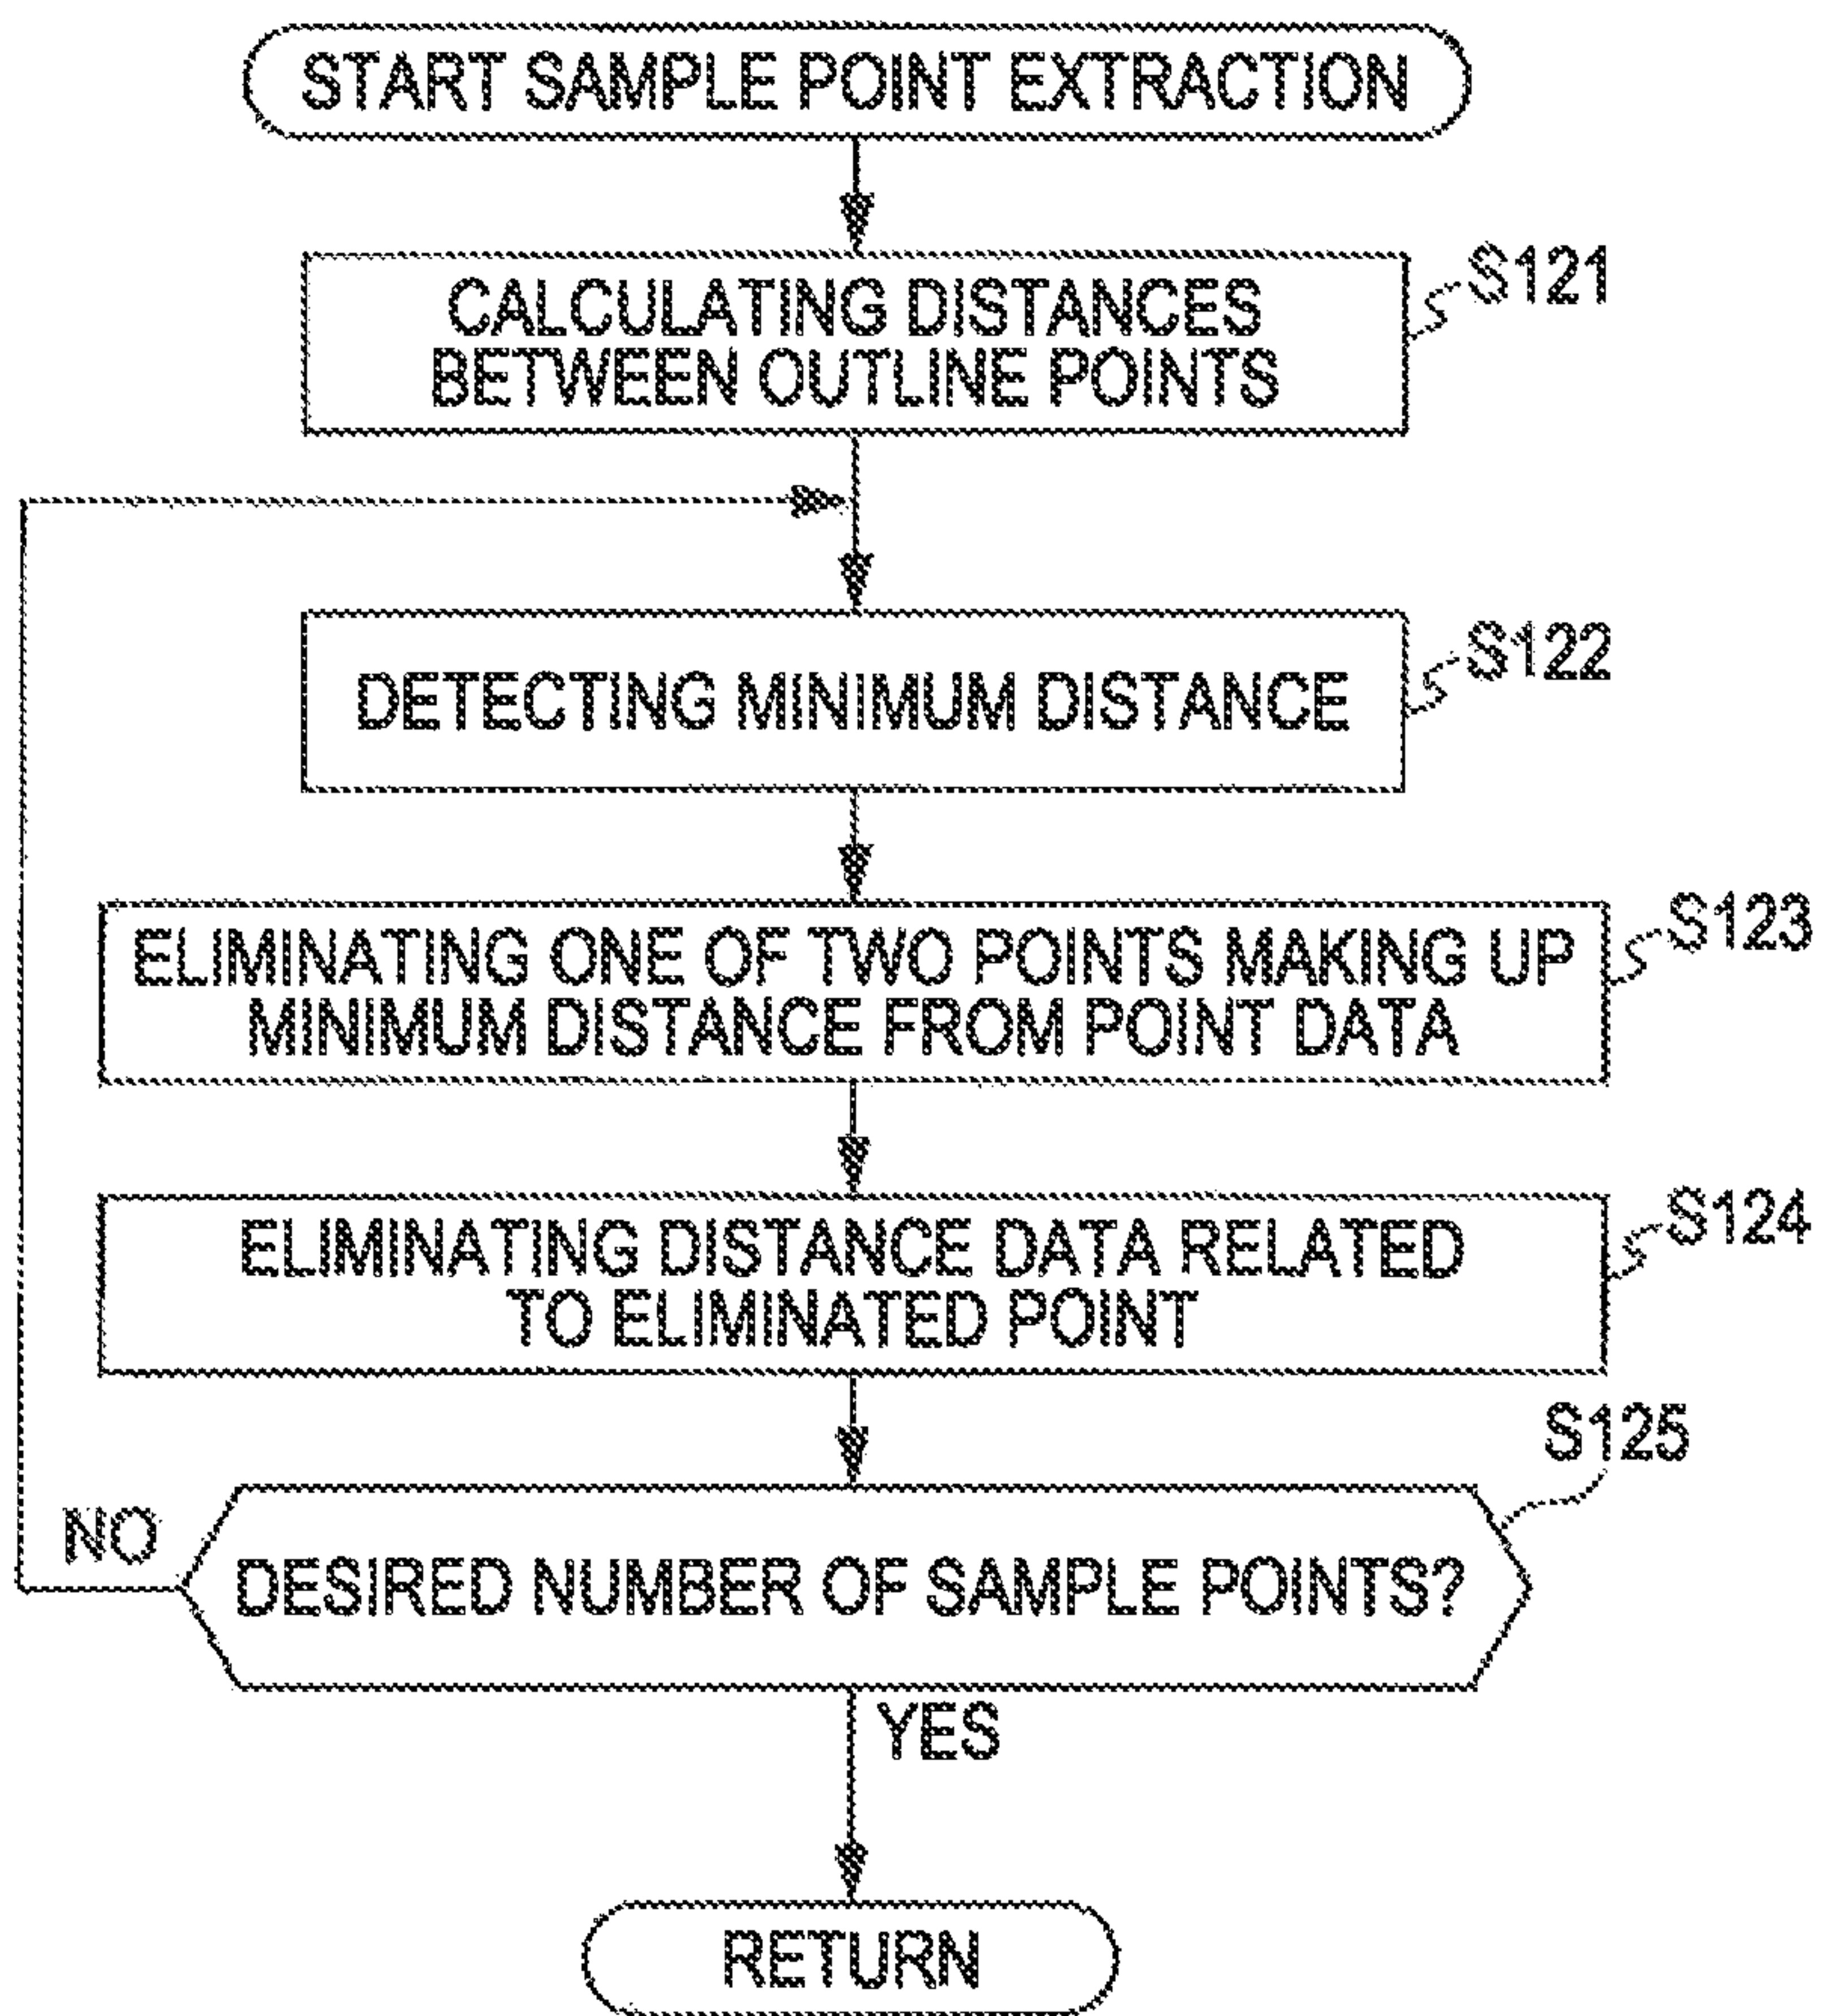 START SAMPLE POINT EXTRACTION
S121
CALCULATING DISTANCES
BETWEEN OUTLINE POINTS
S122
DETECTING MINIMUM DISTANCE
S123
ELIMINATING ONE OF TWO POINTS MAKING UP
MINIMUM DISTANCE FROM POINT DATA
S124
ELIMINATING DISTANCE DATA RELATED
TO ELIMINATED POINT
S125
NO
DESIRED NUMBER OF SAMPLE POINTS?
YES
RETURN